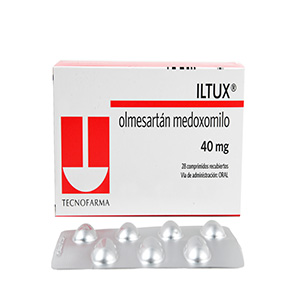 ILTUX®
olmesartán medoxomilo
40 mg
28 comprimidos recubiertos
Vía de administración: ORAL
TECNOFARMA